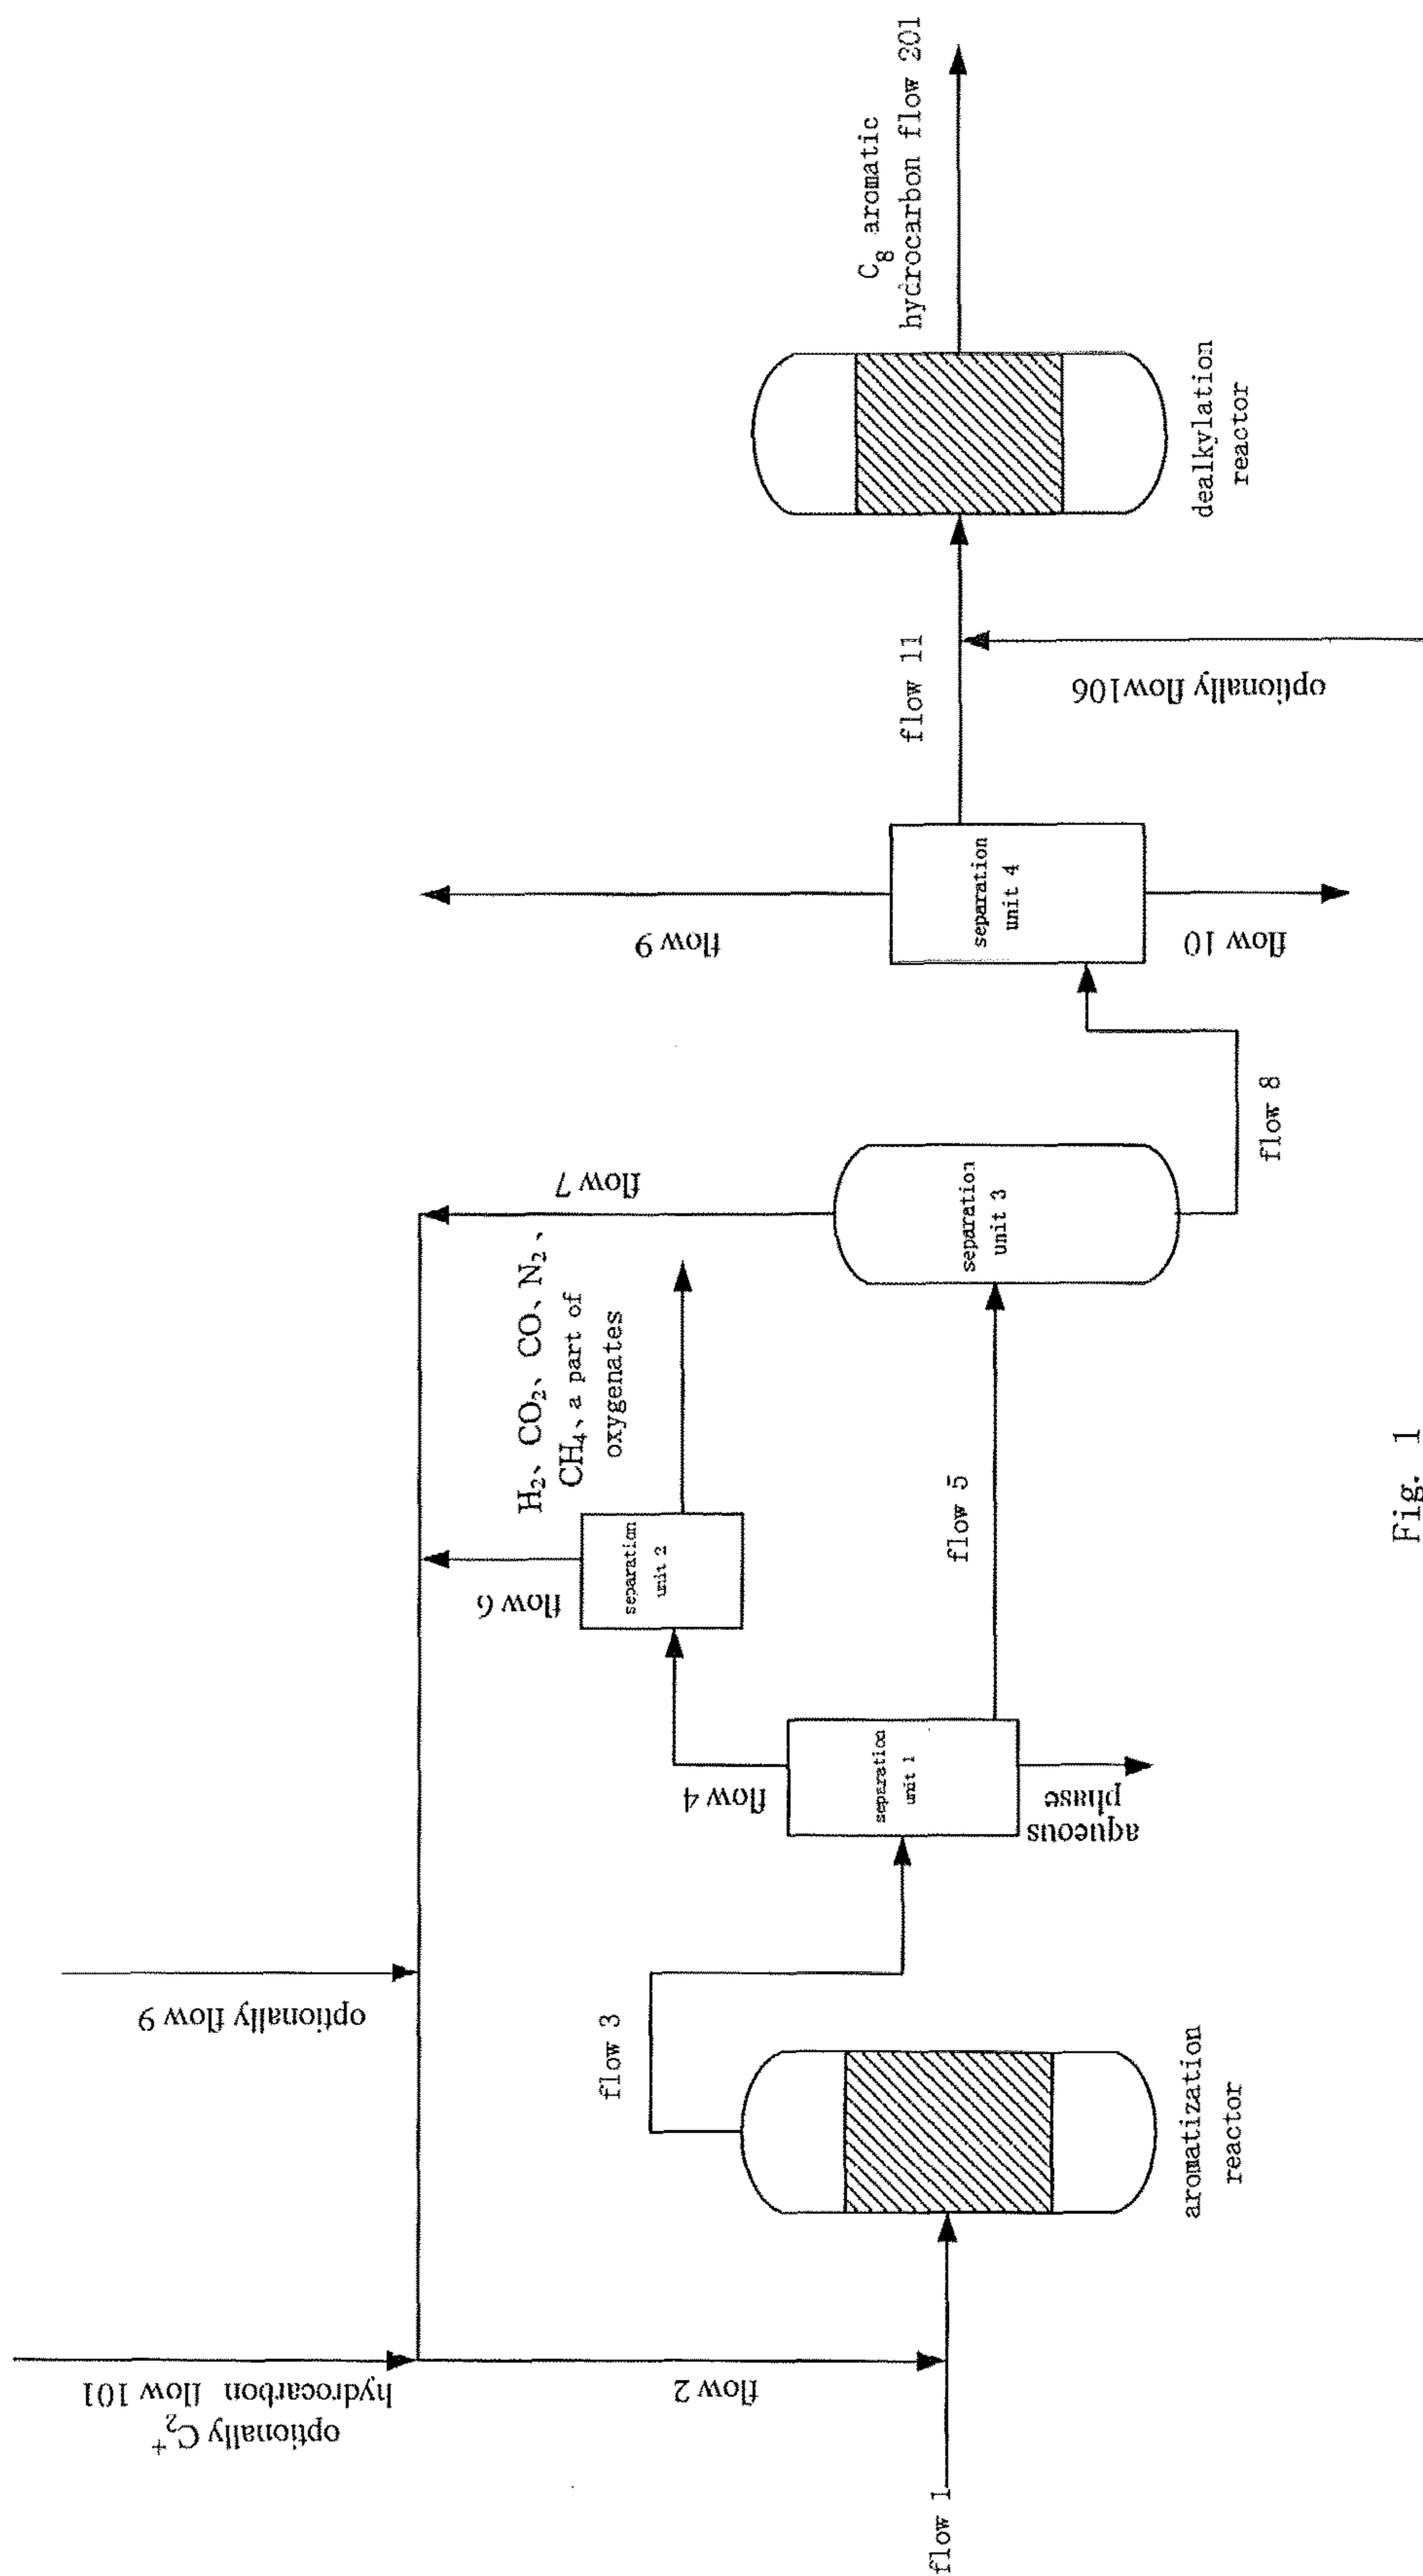 optionally C₂⁺
hydrocarbon flow 101
optionally flow 9
flow 1
flow 2
aromatization
reactor
flow 3
separation
unit 1
aqueous
phase
flow 4
separation
unit 2
flow 6
H₂、CO₂、CO、N₂、
CH₄、a part of
oxygenates
flow 5
separation
unit 3
flow 7
flow 8
separation
unit 4
flow 9
flow 10
flow 11
optionally flow106
dealkylation
reactor
C₈ aromatic
hydrocarbon flow 201
Fig. 1